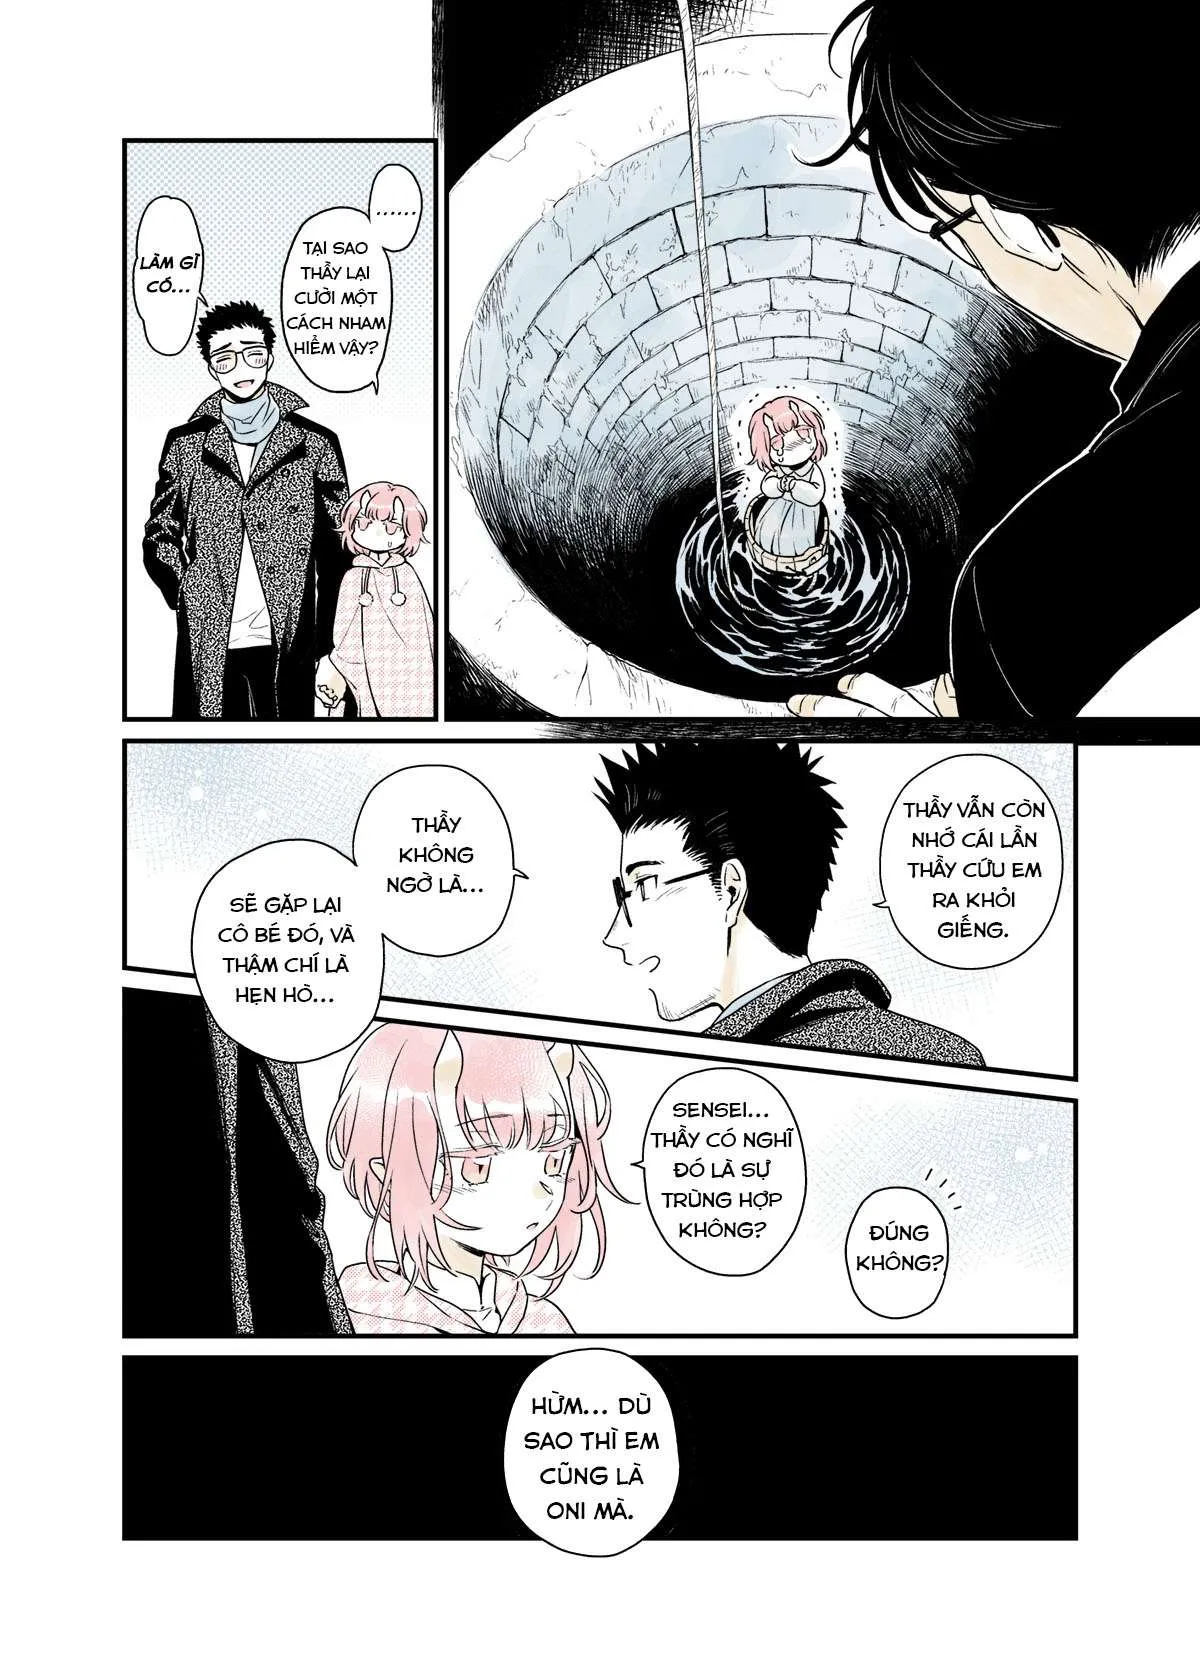 ......
TẠI SAO
THẦY LẠI
CƯỜI MỘT
CÁCH NHAM
HIỂM VẬY?
LÀM GÌ
CÓ...
THẦY VẪN CÒN
NHỚ CÁI LẦN
THẦY CỨU EM
RA KHỎI
GIẾNG.
THẦY
KHÔNG
NGỜ LÀ...
SẼ GẶP LẠI
CÔ BÉ ĐÓ, VÀ
THẬM CHÍ LÀ
HẸN HÒ...
SENSEI...
THẦY CÓ NGHĨ
ĐÓ LÀ SỰ
TRÙNG HỢP
KHÔNG?
ĐÚNG
KHÔNG?
HỪM... DÙ
SAO THÌ EM
CŨNG LÀ
ONI MÀ.